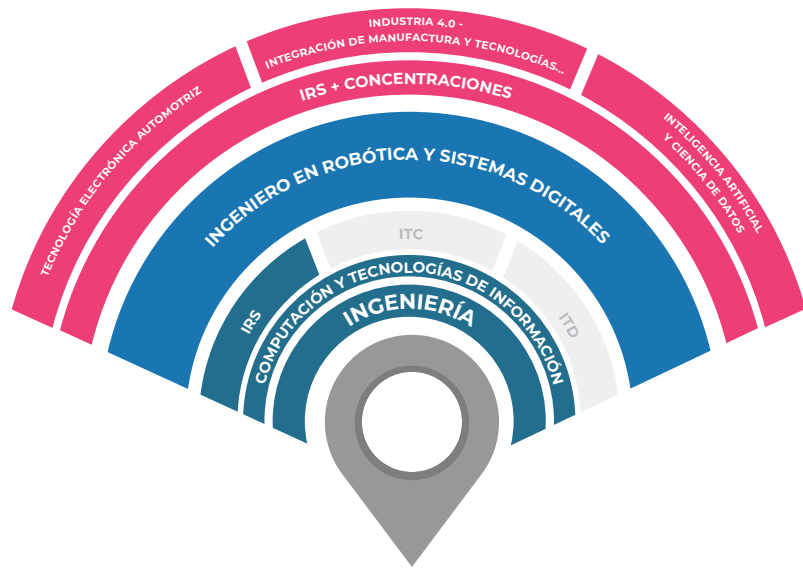 INDUSTRIA 4.0 -
INTEGRACIÓN DE MANUFACTURA Y TECNOLOGÍAS...
TECNOLOGÍA ELECTRÓNICA AUTOMOTRIZ
INTELIGENCIA ARTIFICIAL
Y CIENCIA DE DATOS
IRS + CONCENTRACIONES
INGENIERO EN ROBÓTICA Y SISTEMAS DIGITALES
IRS
ITC
ITD
COMPUTACIÓN Y TECNOLOGÍAS DE INFORMACIÓN
INGENIERÍA